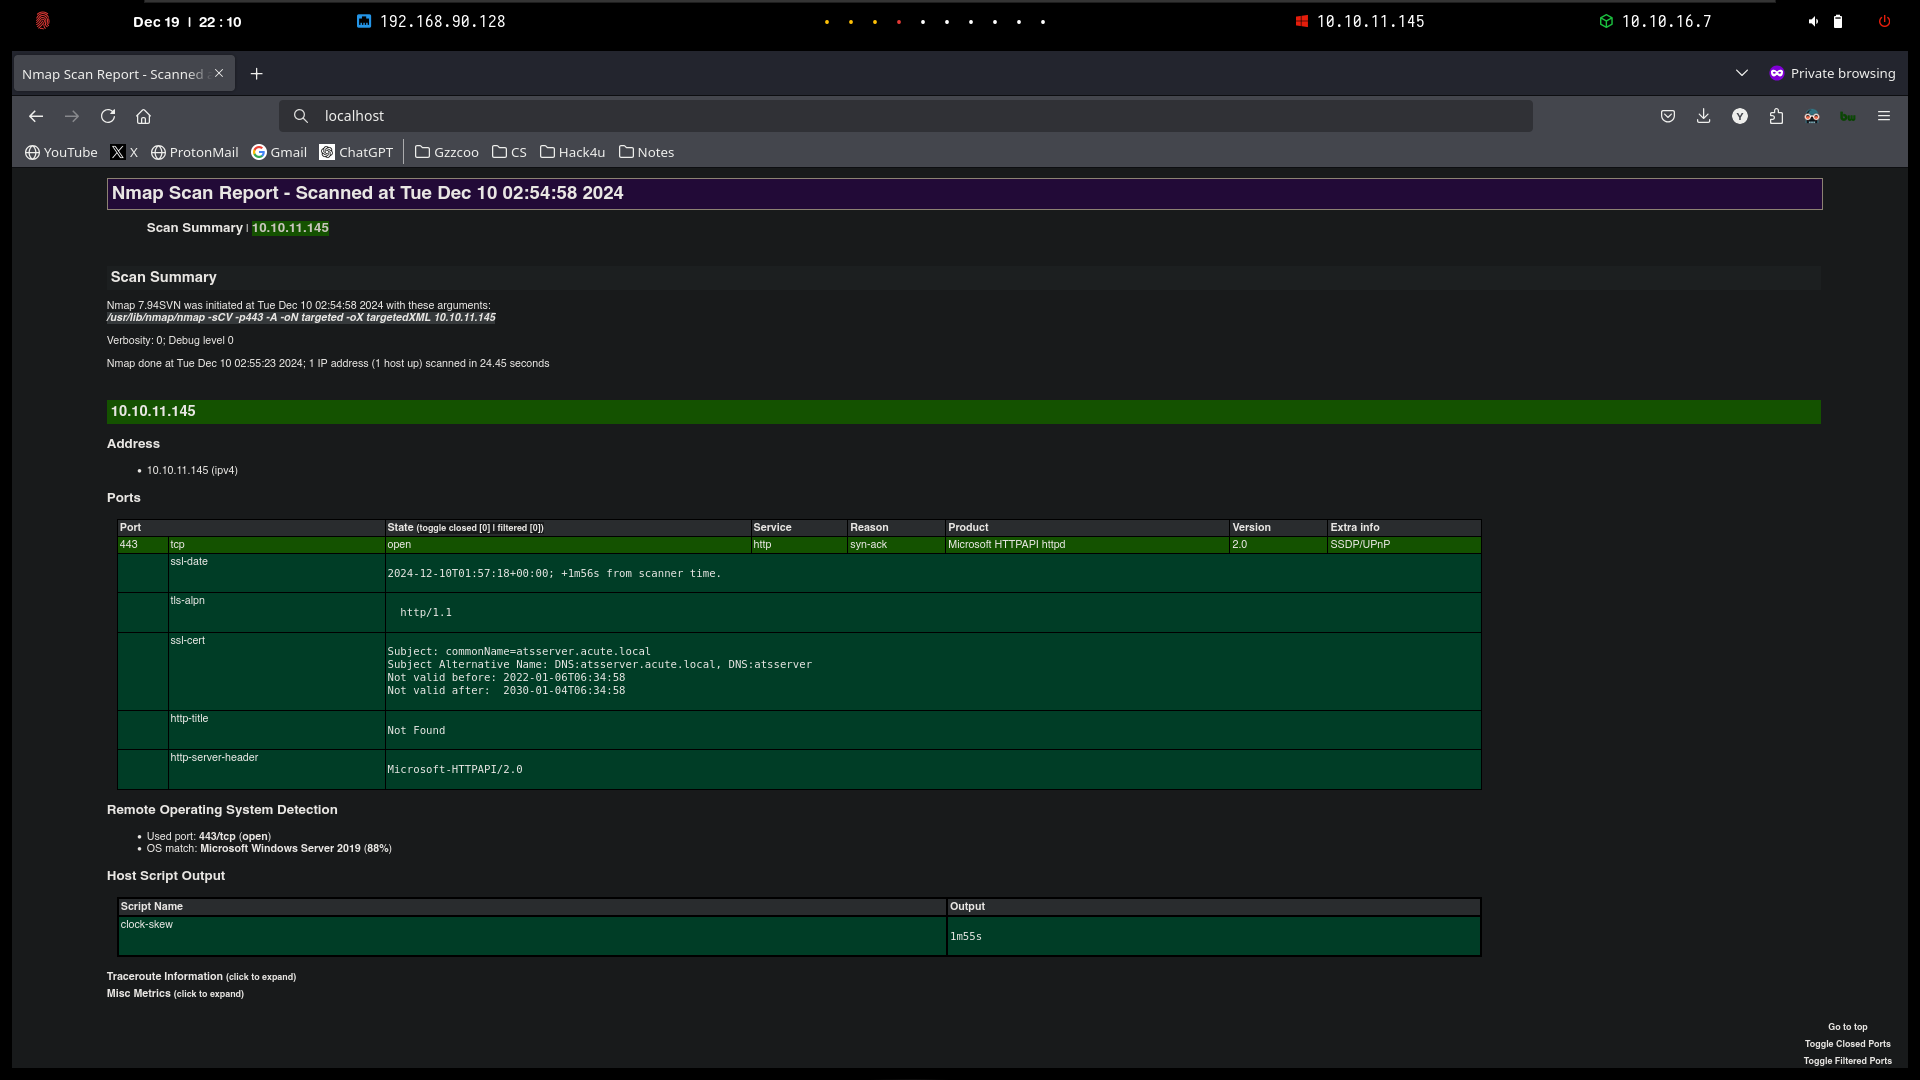 Dec 19 | 22 : 10
192.168.90.128
10.10.11.145
10.10.16.7
Nmap Scan Report - Scanned
Private browsing
localhost
YouTube
X
ProtonMail
Gmail
ChatGPT
Gzzcoo
CS
Hack4u
Notes
Nmap Scan Report - Scanned at Tue Dec 10 02:54:58 2024
Scan Summary | 10.10.11.145
Scan Summary
Nmap 7.94SVN was initiated at Tue Dec 10 02:54:58 2024 with these arguments:
/usr/lib/nmap/nmap -sCV -p443 -A -oN targeted -oX targetedXML 10.10.11.145
Verbosity: 0; Debug level 0
Nmap done at Tue Dec 10 02:55:23 2024; 1 IP address (1 host up) scanned in 24.45 seconds
10.10.11.145
Address
• 10.10.11.145 (ipv4)
Ports
Port State (toggle closed [0] | filtered [0]) Service Reason Product Version Extra info
443 tcp open http syn-ack Microsoft HTTPAPI httpd 2.0 SSDP/UPnP
ssl-date
2024-12-10T01:57:18+00:00; +1m56s from scanner time.
tls-alpn
http/1.1
ssl-cert
Subject: commonName=atsserver.acute.local
Subject Alternative Name: DNS:atsserver.acute.local, DNS:atsserver
Not valid before: 2022-01-06T06:34:58
Not valid after:  2030-01-04T06:34:58
http-title
Not Found
http-server-header
Microsoft-HTTPAPI/2.0
Remote Operating System Detection
• Used port: 443/tcp (open)
• OS match: Microsoft Windows Server 2019 (88%)
Host Script Output
Script Name Output
clock-skew
1m55s
Traceroute Information (click to expand)
Misc Metrics (click to expand)
Go to top
Toggle Closed Ports
Toggle Filtered Ports